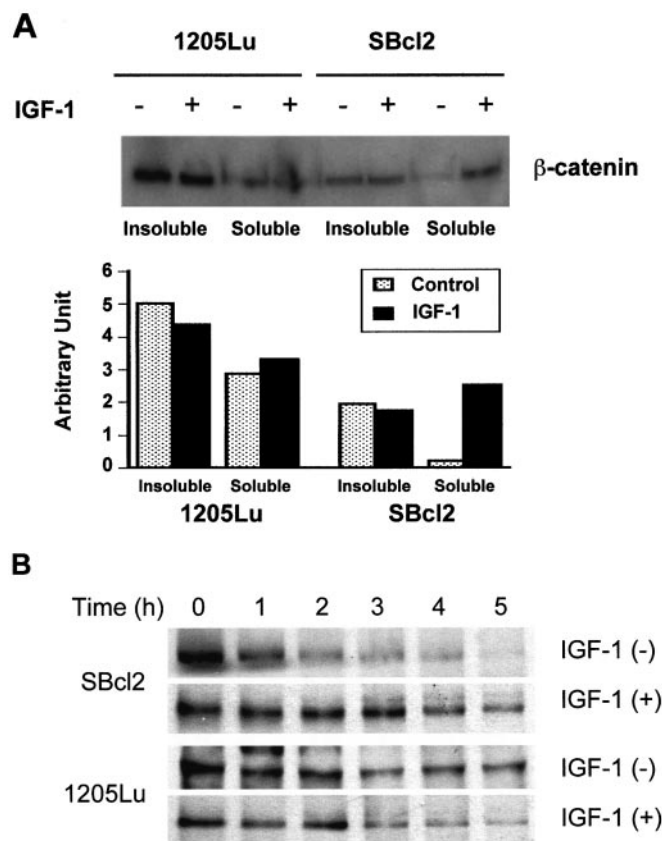 A
1205Lu SBcl2
IGF-1 - + - + - + - +
β-catenin
Insoluble Soluble Insoluble Soluble
Arbitrary Unit
6
5
4
3
2
1
0
Control
IGF-1
Insoluble Soluble Insoluble Soluble
1205Lu SBcl2
B
Time (h) 0 1 2 3 4 5
SBcl2
IGF-1 (-)
IGF-1 (+)
1205Lu
IGF-1 (-)
IGF-1 (+)